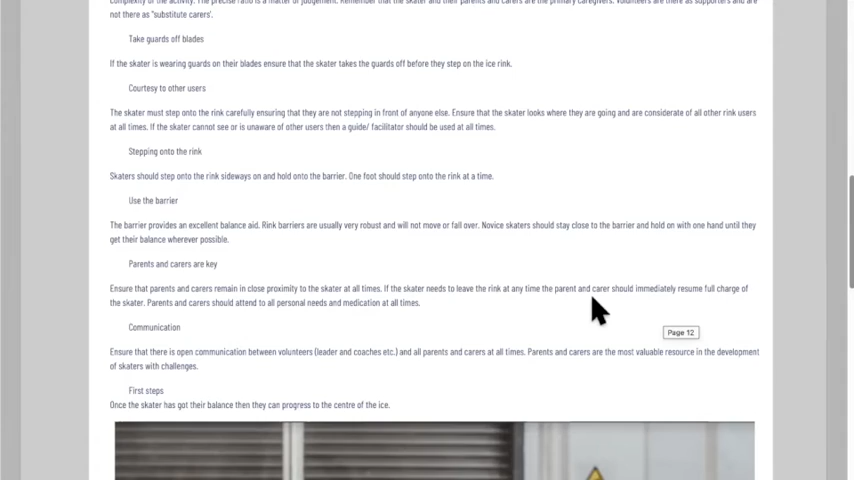 complexity of the activity. The precise ratio is a matter of judgement. Remember that the skater and their parents and carers are the primary caregivers. Volunteers are there as supporters and are
not there as "substitute carers'.
Take guards off blades
If the skater is wearing guards on their blades ensure that the skater takes the guards off before they step on the ice rink.
Courtesy to other users
The skater must step onto the rink carefully ensuring that they are not stepping in front of anyone else. Ensure that the skater looks where they are going and are considerate of all other rink users
at all times. If the skater cannot see or is unaware of other users then a guide/ facilitator should be used at all times.
Stepping onto the rink
Skaters should step onto the rink sideways on and hold onto the barrier. One foot should step onto the rink at a time.
Use the barrier
The barrier provides an excellent balance aid. Rink barriers are usually very robust and will not move or fall over. Novice skaters should stay close to the barrier and hold on with one hand until they
get their balance wherever possible.
Parents and carers are key
Ensure that parents and carers remain in close proximity to the skater at all times. If the skater needs to leave the rink at any time the parent and carer should immediately resume full charge of
the skater. Parents and carers should attend to all personal needs and medication at all times.
Page 12
Communication
Ensure that there is open communication between volunteers (leader and coaches etc.) and all parents and carers at all times. Parents and carers are the most valuable resource in the development
of skaters with challenges.
First steps
Once the skater has got their balance then they can progress to the centre of the ice.